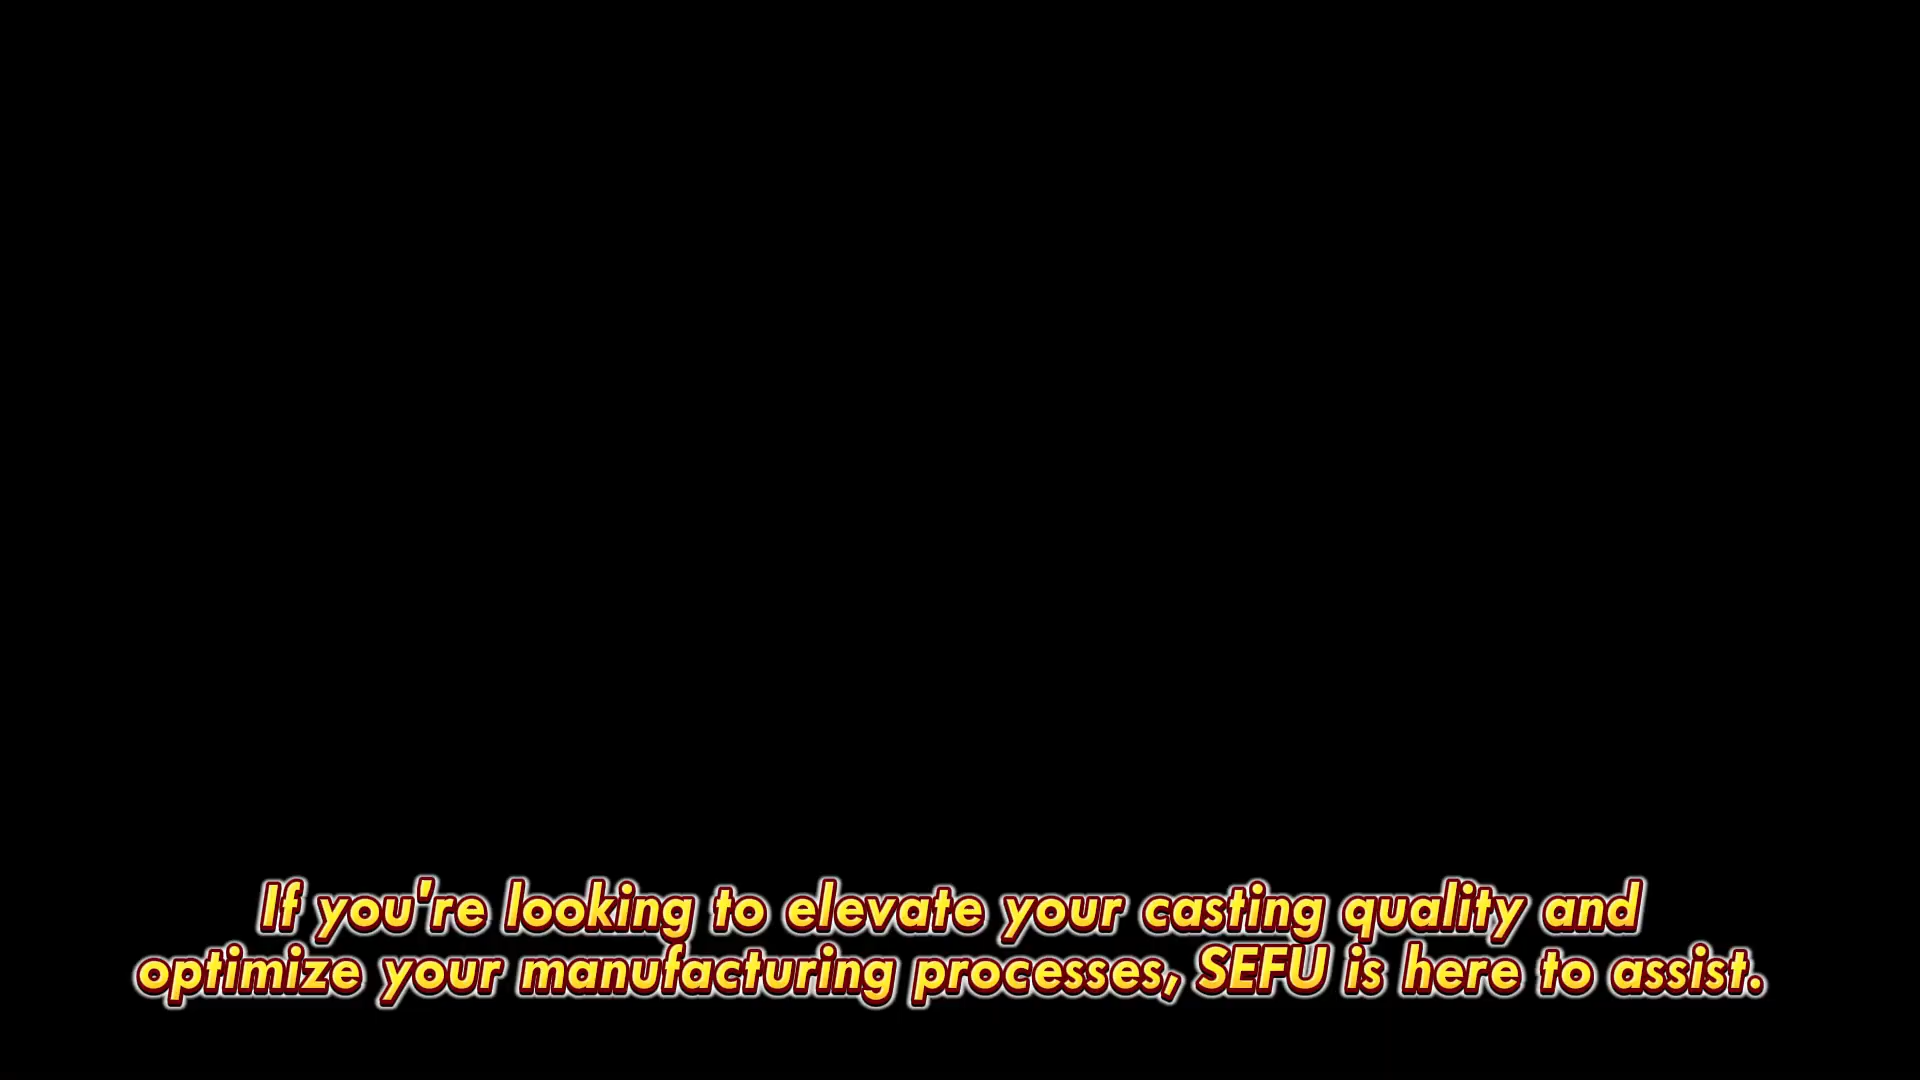 If you're looking to elevate your casting quality and
optimize your manufacturing processes, SEFU is here to assist.